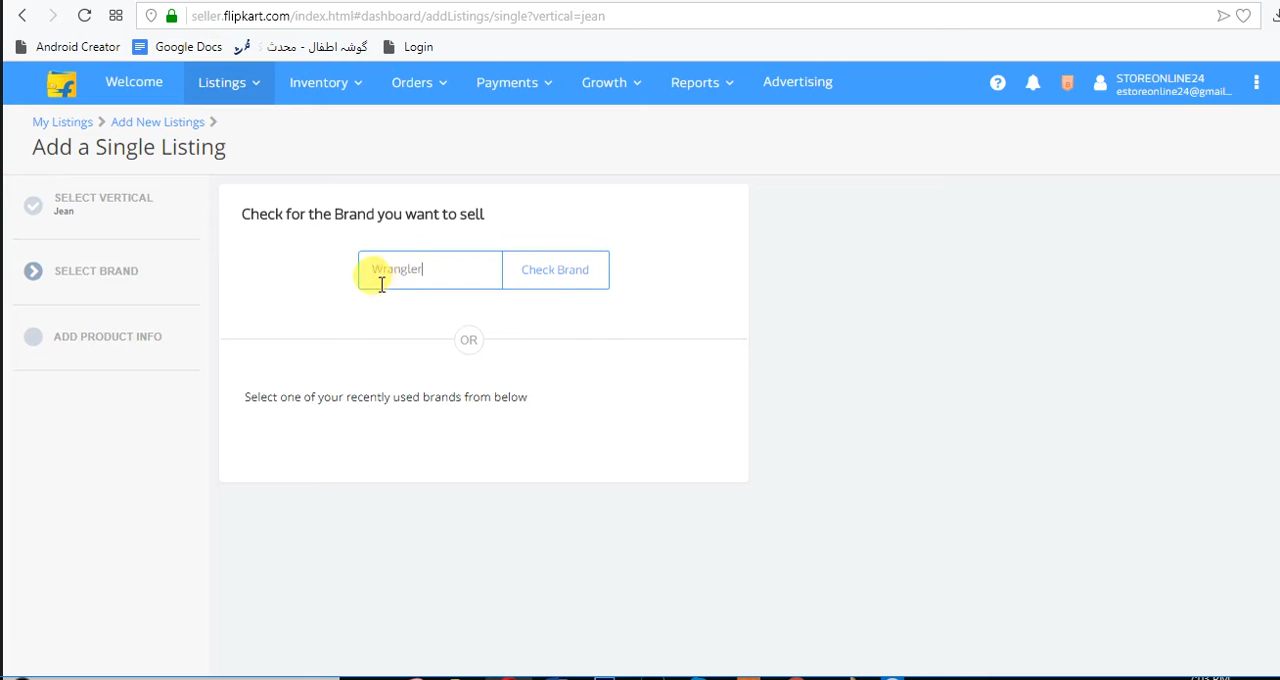 seller.flipkart.com/index.html#dashboard/addListings/single?vertical=jean
Android Creator Google Docs گوشہ اطفال - محدث Login
Welcome Listings Inventory Orders Payments Growth Reports Advertising STOREONLINE24
estoreonline24@gmail...
My Listings Add New Listings
Add a Single Listing
SELECT VERTICAL
Jean
SELECT BRAND
ADD PRODUCT INFO
Check for the Brand you want to sell
Wrangler Check Brand
OR
Select one of your recently used brands from below